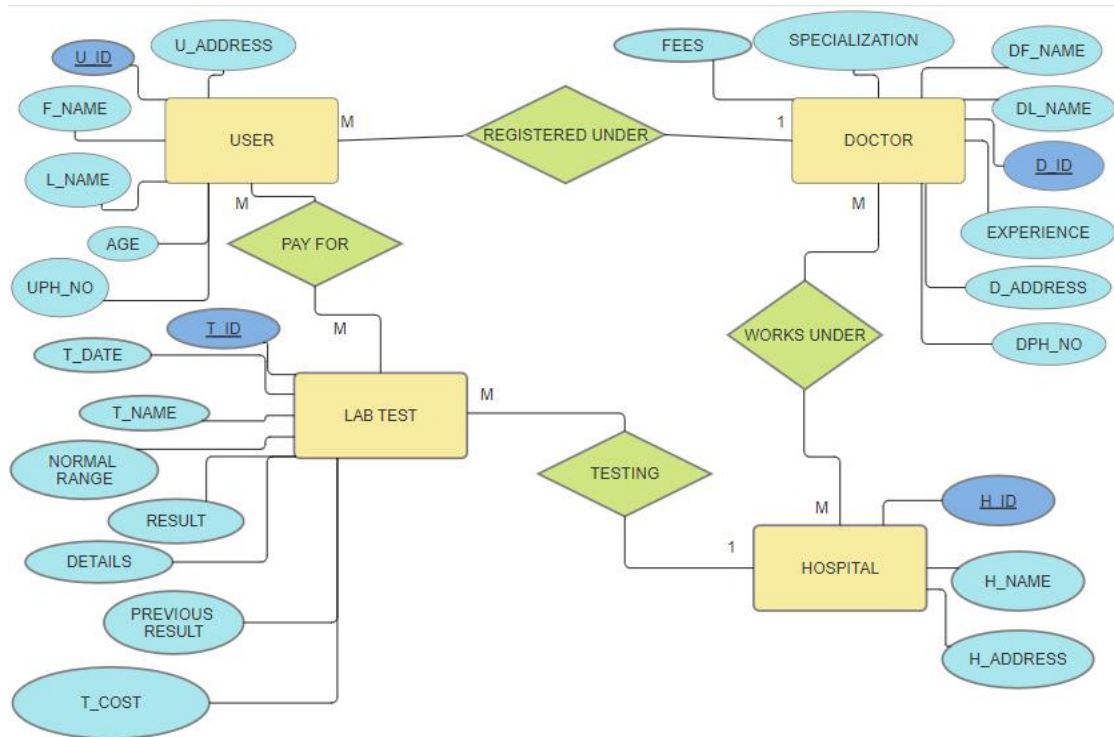 U_ADDRESS
U_ID
F_NAME
L_NAME
AGE
UPH_NO
USER
M
REGISTERED UNDER
1
FEES
SPECIALIZATION
DF_NAME
DL_NAME
D_ID
EXPERIENCE
D_ADDRESS
DPH_NO
DOCTOR
M
M
PAY FOR
M
WORKS UNDER
M
T_ID
T_DATE
T_NAME
NORMAL
RANGE
RESULT
DETAILS
PREVIOUS
RESULT
T_COST
LAB TEST
M
TESTING
1
HOSPITAL
H_ID
H_NAME
H_ADDRESS